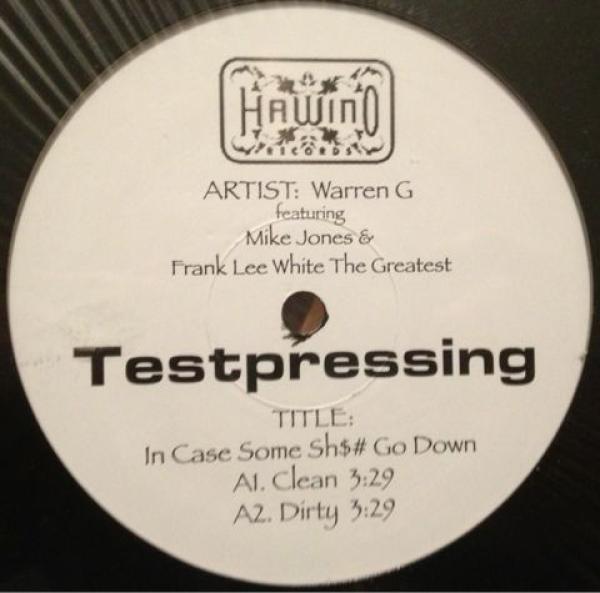 HAWINO
RECORDS
ARTIST: Warren G
featuring
Mike Jones &
Frank Lee White The Greatest
Testpressing
TITLE:
In Case Some Sh$# Go Down
A1. Clean 3:29
A2. Dirty 3:29